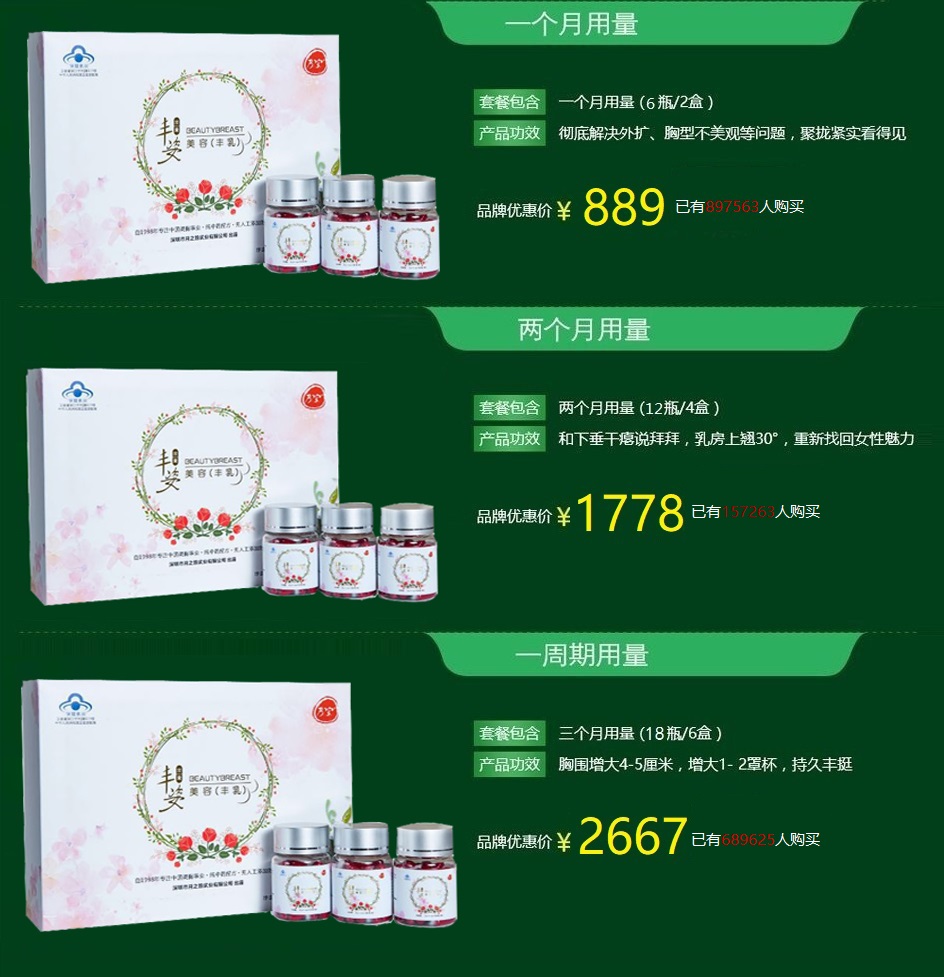 一个月用量
套餐包含 一个月用量 (6 瓶/2盒 )
产品功效 彻底解决外扩、胸型不美观等问题，聚拢紧实看得见
品牌优惠价 ¥ 889 已有897563人购买
丰姿
BEAUTYBREAST
美容(丰乳)
两个月用量
套餐包含 两个月用量 (12瓶/4盒 )
产品功效 和下垂干瘪说拜拜，乳房上翘30°，重新找回女性魅力
品牌优惠价 ¥ 1778 已有157263人购买
丰姿
BEAUTYBREAST
美容(丰乳)
一周期用量
套餐包含 三个月用量 (18瓶/6盒 )
产品功效 胸围增大4-5厘米，增大1- 2罩杯，持久丰挺
品牌优惠价 ¥ 2667 已有689625人购买
丰姿
BEAUTYBREAST
美容(丰乳)